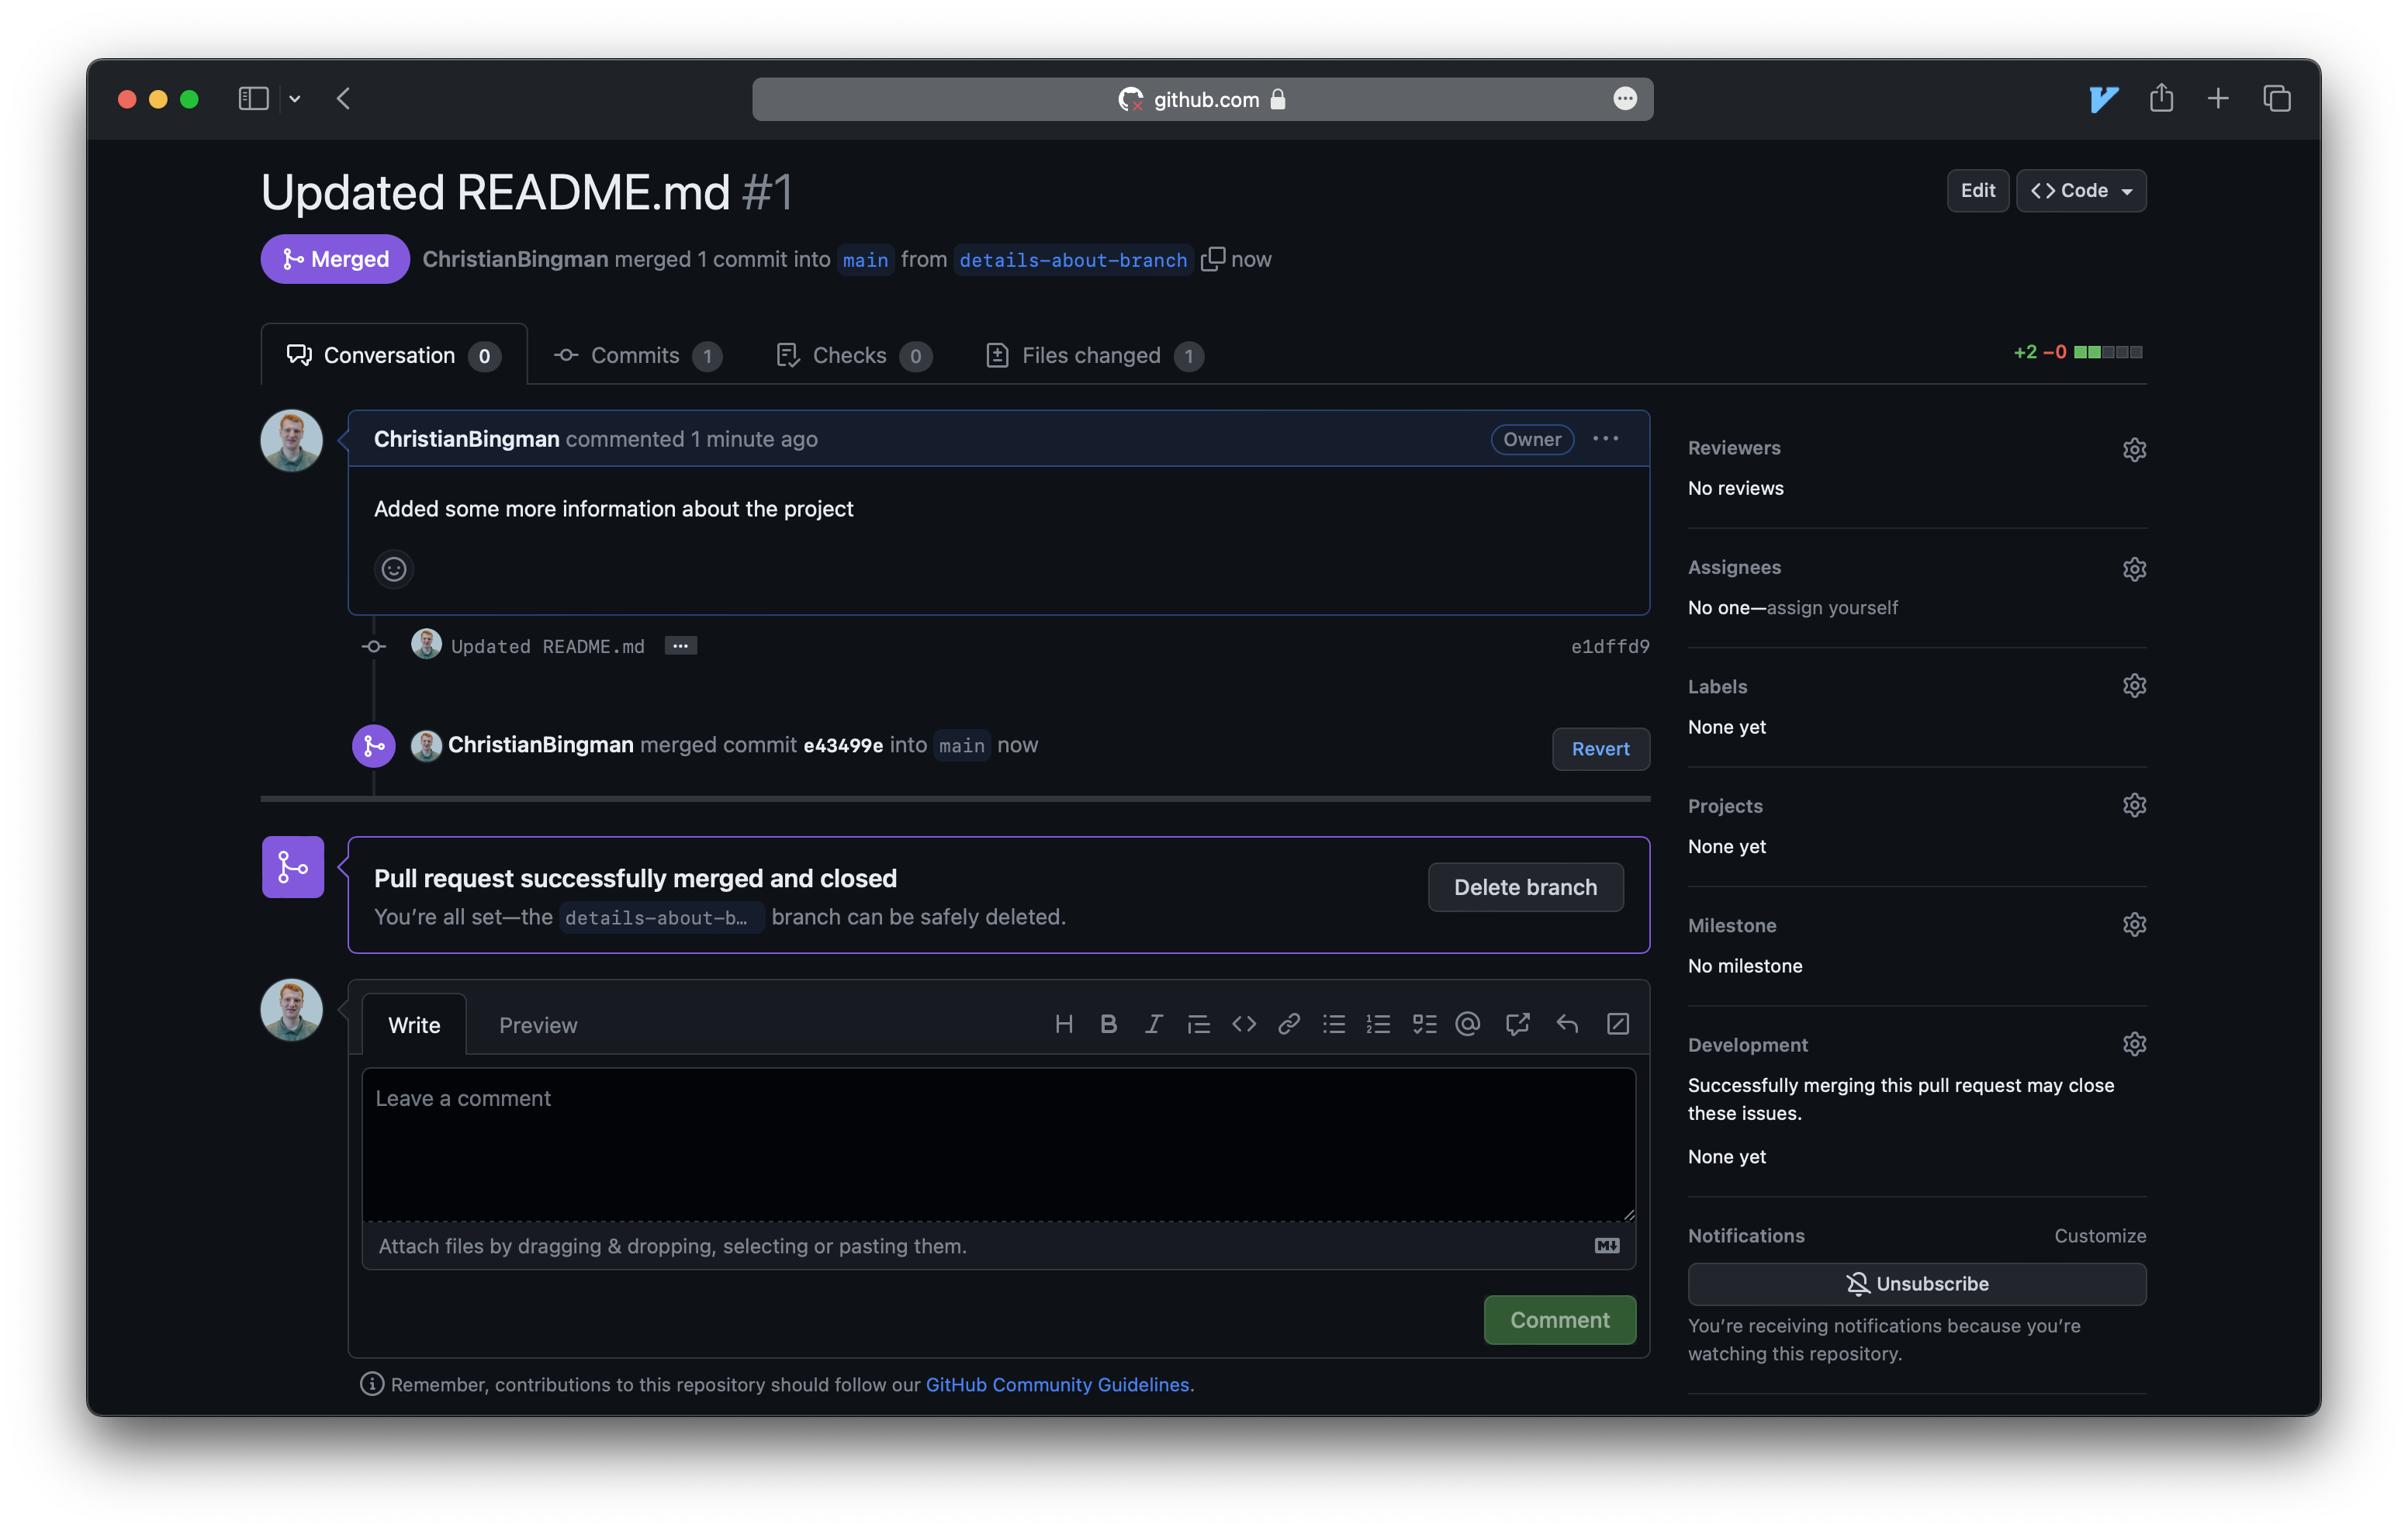 github.com
Updated README.md #1
Edit
Code
Merged
ChristianBingman merged 1 commit into main from details-about-branch now
Conversation 0
Commits 1
Checks 0
Files changed 1
+2 −0
ChristianBingman commented 1 minute ago
Owner
Added some more information about the project
Updated README.md
e1dffd9
ChristianBingman merged commit e43499e into main now
Revert
Pull request successfully merged and closed
You’re all set—the details-about-b… branch can be safely deleted.
Delete branch
Write
Preview
Leave a comment
Attach files by dragging & dropping, selecting or pasting them.
Comment
Remember, contributions to this repository should follow our GitHub Community Guidelines.
Reviewers
No reviews
Assignees
No one—assign yourself
Labels
None yet
Projects
None yet
Milestone
No milestone
Development
Successfully merging this pull request may close
these issues.
None yet
Notifications
Customize
Unsubscribe
You’re receiving notifications because you’re
watching this repository.